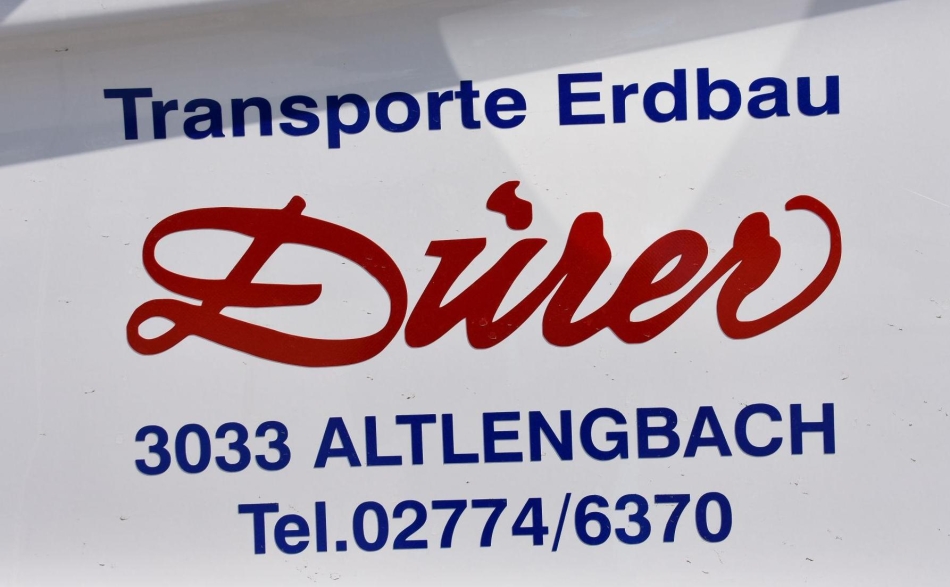 Transporte Erdbau
Dürer
3033 ALTLENGBACH
Tel.02774/6370